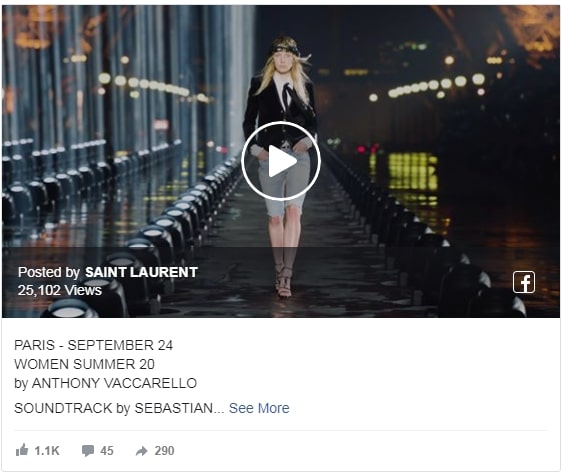 Posted by SAINT LAURENT
25,102 Views
PARIS - SEPTEMBER 24
WOMEN SUMMER 20
by ANTHONY VACCARELLO
SOUNDTRACK by SEBASTIAN... See More
1.1K 45 290